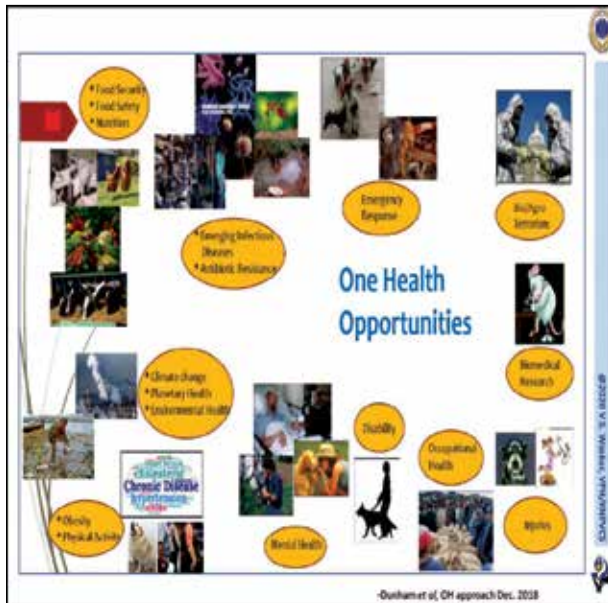 • Food Security
• Food Safety
• Nutrition
• Emerging Infectious
Diseases
• Antibiotic Resistance
Emergency
Response
Bio/Agro
Terrorism
One Health
Opportunities
Biomedical
Research
• Climate change
• Planetary Health
• Environmental Health
Disability
Occupational
Health
Injuries
Mental Health
Chronic Disease
hypertension
• Obesity
• Physical Activity
-Dunham et al, OH approach Dec. 2018